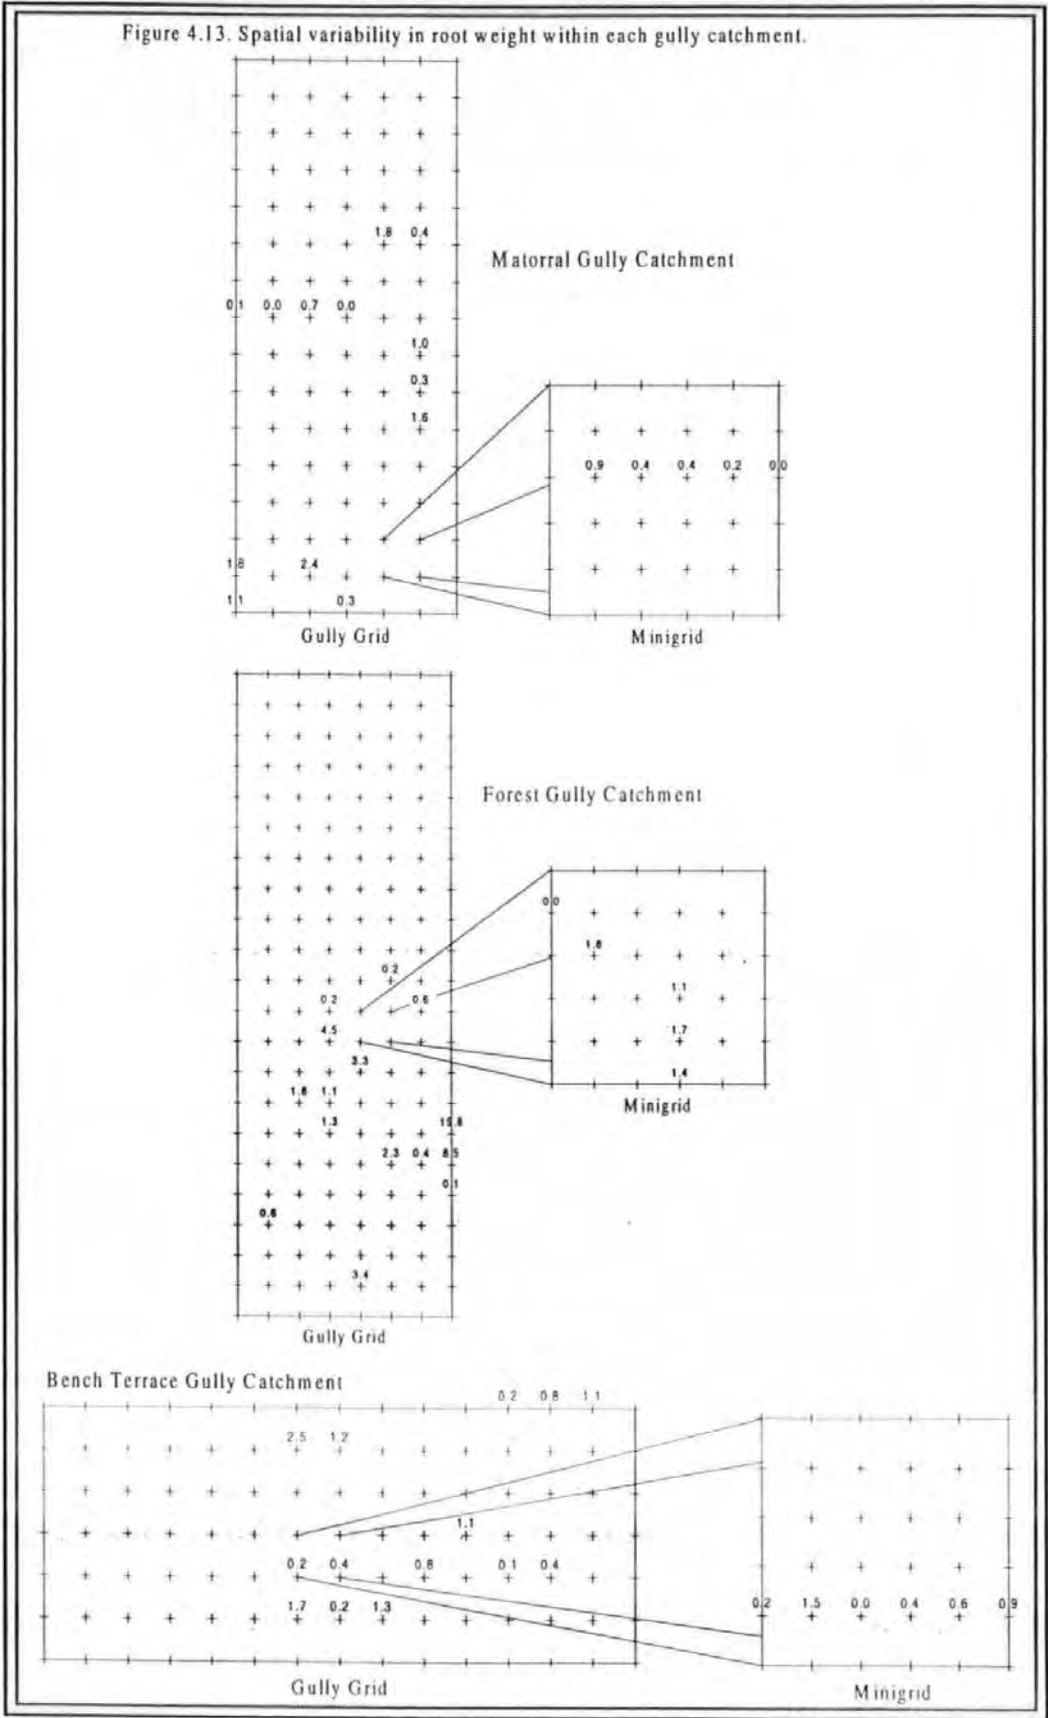 Figure 4.13. Spatial variability in root weight within each gully catchment.
1.8 0.4
Matorral Gully Catchment
0.1 0.0 0.7 0.0
1.0
0.3
1.6
0.9 0.4 0.4 0.2 0.0
1.8 2.4
1.1 0.3
Gully Grid
Minigrid
Forest Gully Catchment
0.0
1.8
0.2
0.2 0.6
1.1
4.5
1.7
3.3
1.4
1.6 1.1
Minigrid
1.3 15.8
2.3 0.4 8.5
0.1
0.6
3.4
Gully Grid
Bench Terrace Gully Catchment
0.2 0.8 1.1
2.5 1.2
1.1
0.2 0.4 0.8 0.1 0.4
1.7 0.2 1.3
0.2 1.5 0.0 0.4 0.6 0.9
Gully Grid
Minigrid